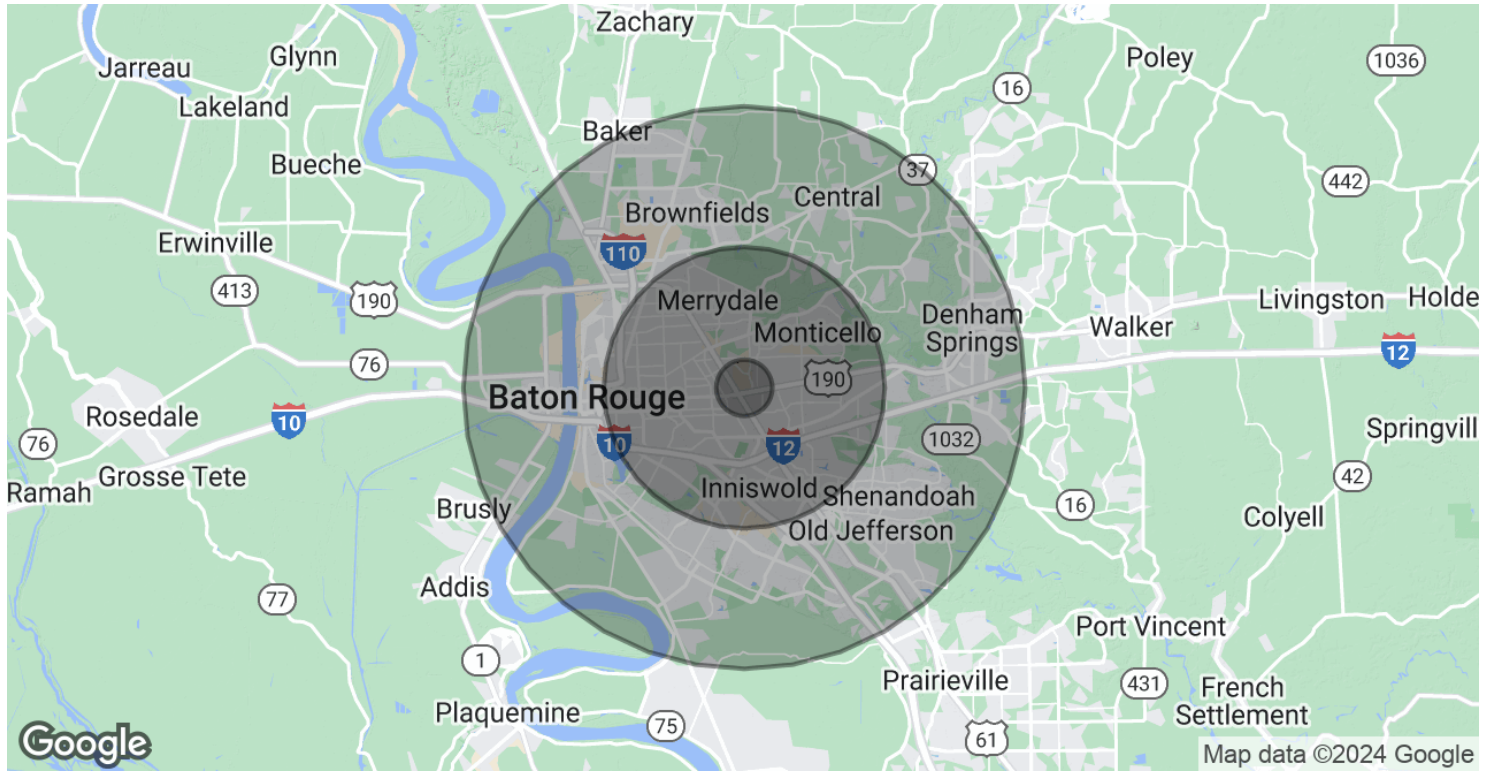 Zachary
Glynn
Poley
Jarreau
1036
16
Lakeland
Baker
Bueche
37
442
Central
Brownfields
Erwinville
110
413
190
Merrydale
Livingston
Holde
Denham
Springs
Monticello
Walker
12
76
190
Baton Rouge
Rosedale
10
76
10
12
1032
Springvill
Grosse Tete
42
Ramah
Inniswold
Shenandoah
16
Brusly
Colyell
Old Jefferson
Addis
77
Port Vincent
1
Prairieville
431
French
Settlement
Plaquemine
75
61
Google
Map data ©2024 Google